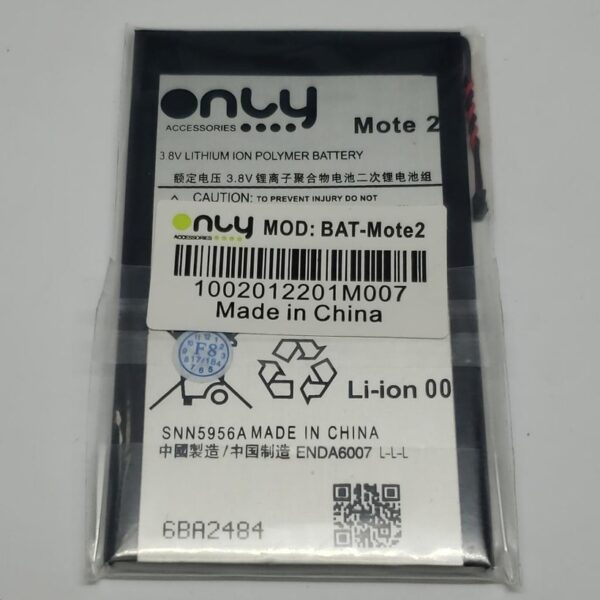 only
ACCESSORIES
Mote 2
3.8V LITHIUM ION POLYMER BATTERY
额定电压 3.8V 锂离子聚合物电池二次锂电池组
CAUTION: TO PREVENT INJURY DO NOT
only
ACCESSORIES
MOD: BAT-Mote2
1002012201M007
Made in China
F8
817/184
Li-ion 00
SNN5956A MADE IN CHINA
中國製造/中国制造 ENDA6007 L-L-L
6BA2484